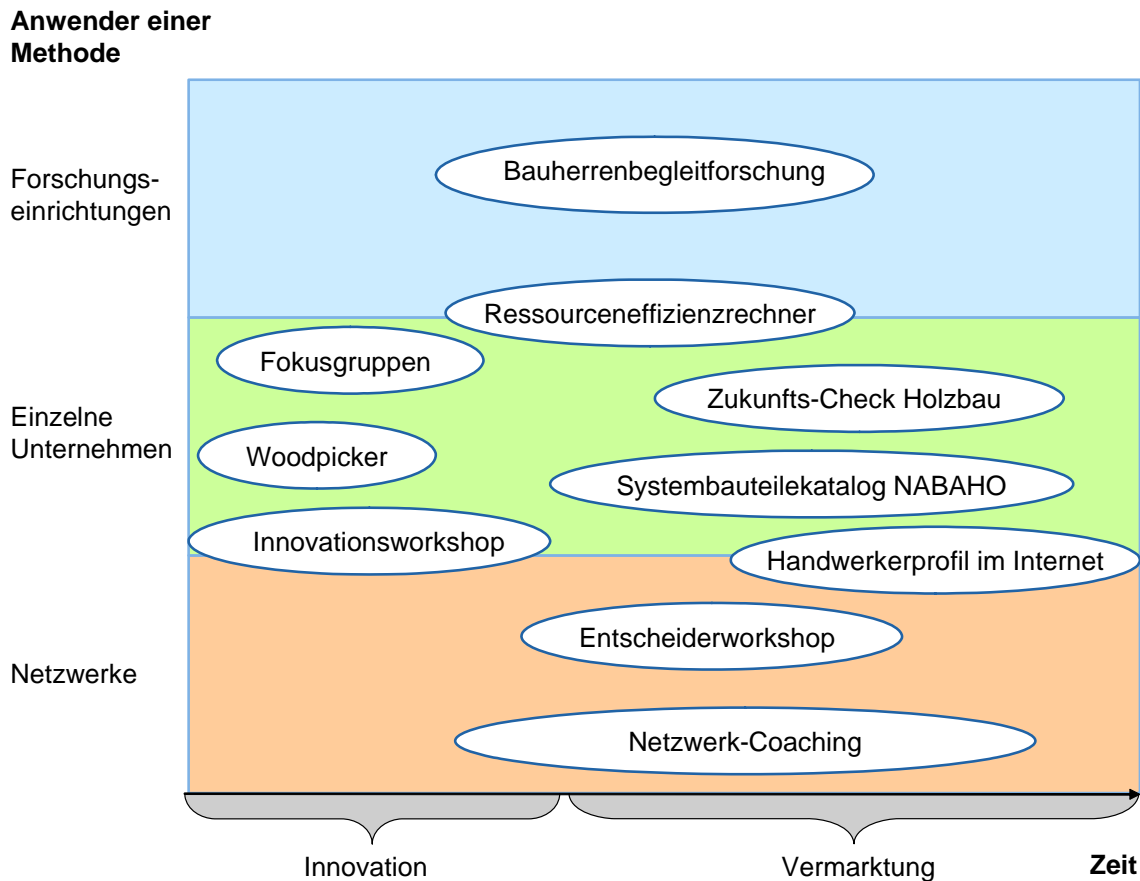 Anwender einer
Methode
Bauherrenbegleitforschung
Forschungs-
einrichtungen
Ressourceneffizienzrechner
Fokusgruppen
Zukunfts-Check Holzbau
Einzelne
Unternehmen
Woodpicker
Systembauteilekatalog NABAHO
Innovationsworkshop
Handwerkerprofil im Internet
Entscheiderworkshop
Netzwerke
Netzwerk-Coaching
Innovation
Vermarktung
Zeit